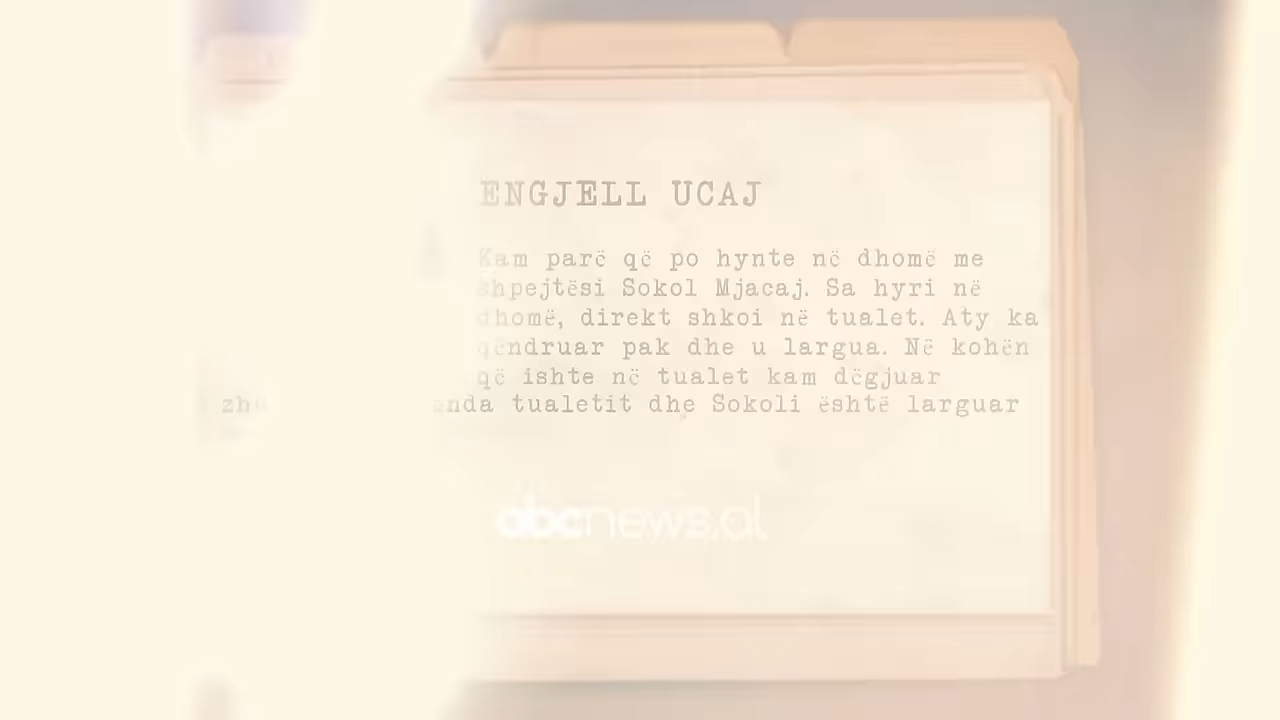 ENGJELL UCAJ
Kam parë që po hynte në dhomë me
shpejtësi Sokol Mjacaj. Sa hyri në
dhomë, direkt shkoi në tualet. Aty ka
qëndruar pak dhe u largua. Në kohën
që ishte në tualet kam dëgjuar
tualetit dhe Sokoli është larguar
abcnews.al